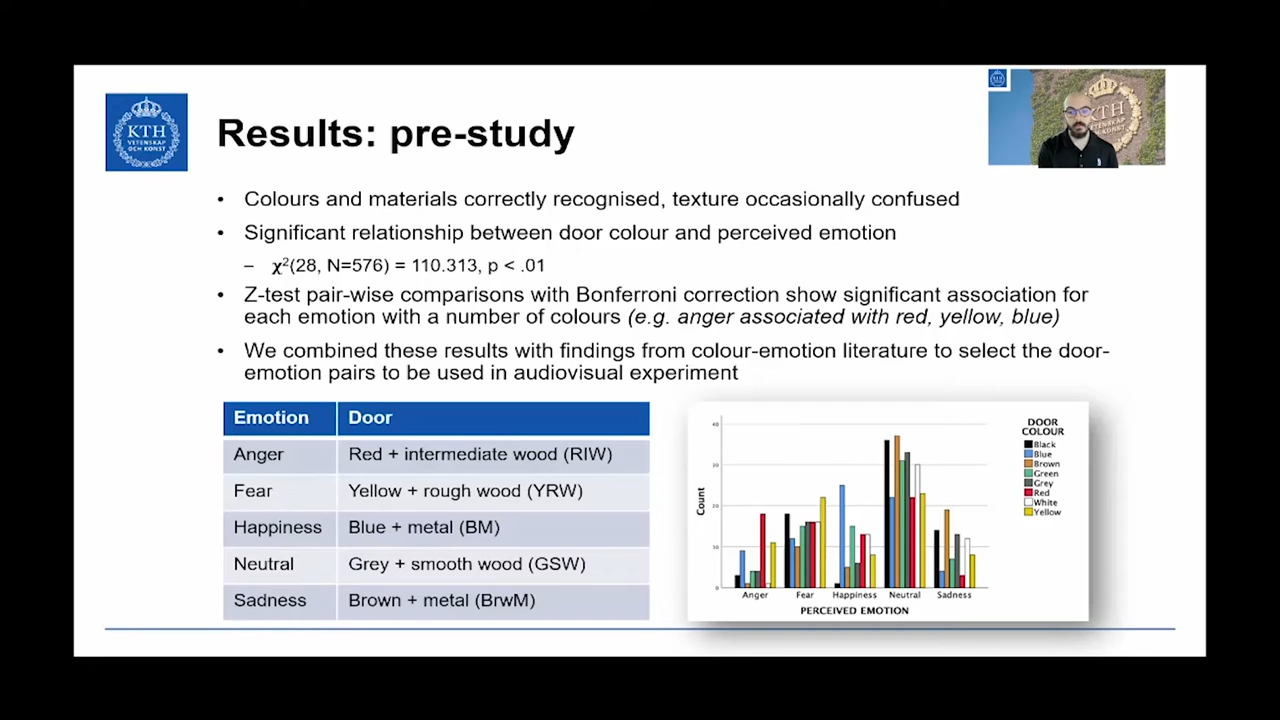 KTH
VETENSKAP
OCH KONST
Results: pre-study
• Colours and materials correctly recognised, texture occasionally confused
• Significant relationship between door colour and perceived emotion
– χ²(28, N=576) = 110.313, p < .01
• Z-test pair-wise comparisons with Bonferroni correction show significant association for
each emotion with a number of colours (e.g. anger associated with red, yellow, blue)
• We combined these results with findings from colour-emotion literature to select the door-
emotion pairs to be used in audiovisual experiment
Emotion Door
Anger Red + intermediate wood (RIW)
Fear Yellow + rough wood (YRW)
Happiness Blue + metal (BM)
Neutral Grey + smooth wood (GSW)
Sadness Brown + metal (BrwM)
Count
40
30
20
10
0
Anger Fear Happiness Neutral Sadness
PERCEIVED EMOTION
DOOR
COLOUR
Black
Blue
Brown
Green
Grey
Red
White
Yellow
KTH
VETENSKAP